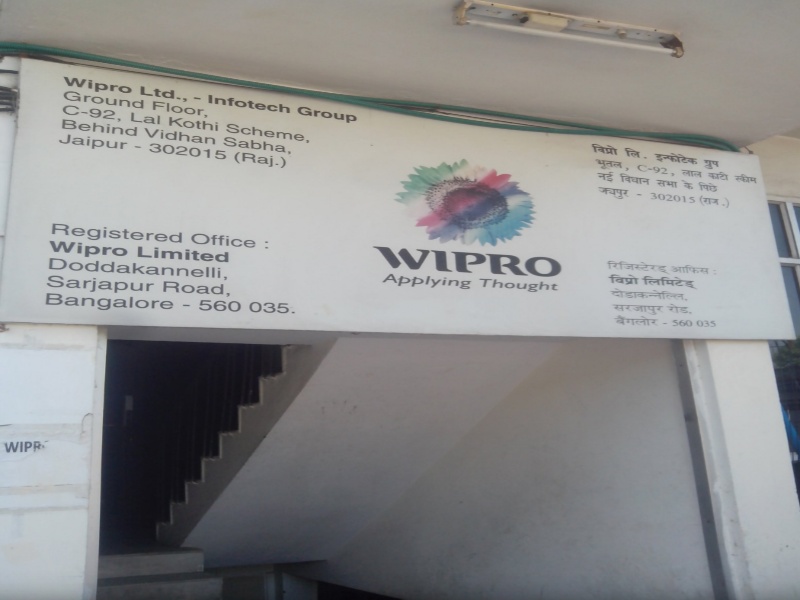 Wipro Ltd., - Infotech Group
Ground Floor,
C-92, Lal Kothi Scheme,
Behind Vidhan Sabha,
Jaipur - 302015 (Raj.)
Registered Office :
Wipro Limited
Doddakannelli,
Sarjapur Road,
Bangalore - 560 035.
WIPRO
Applying Thought
विप्रो लि. इन्फोटेक ग्रुप
भूतल, C-92, लाल काटी स्कीम
नई विधान सभा के पिछे
जयपुर - 302015 (राज.)
रिजिस्टेरड् आफिस :
विप्रो लिमिटेड्
दोडाकन्नेल्लि,
सरजापुर रोड,
बैंगलोर - 560 035
WIPR